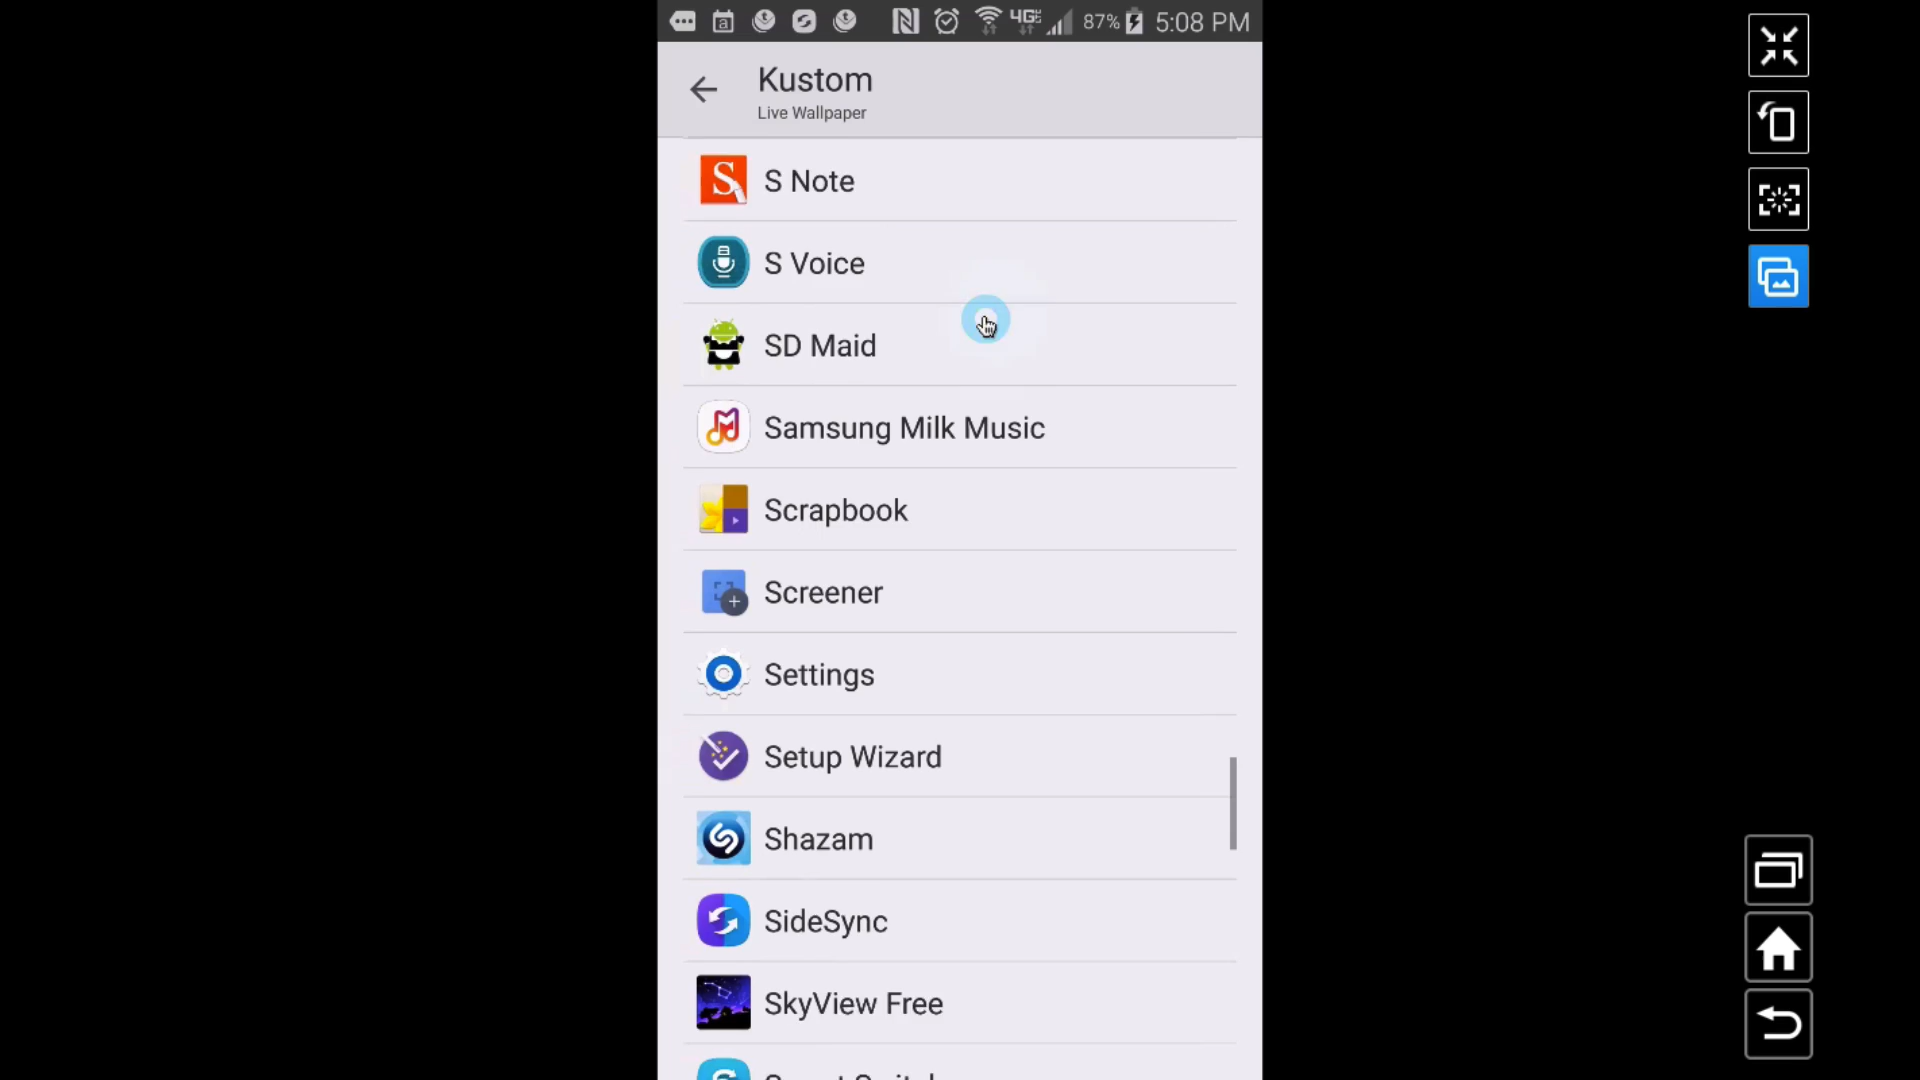 87% 5:08 PM
Kustom
Live Wallpaper
S Note
S Voice
SD Maid
Samsung Milk Music
Scrapbook
Screener
Settings
Setup Wizard
Shazam
SideSync
SkyView Free